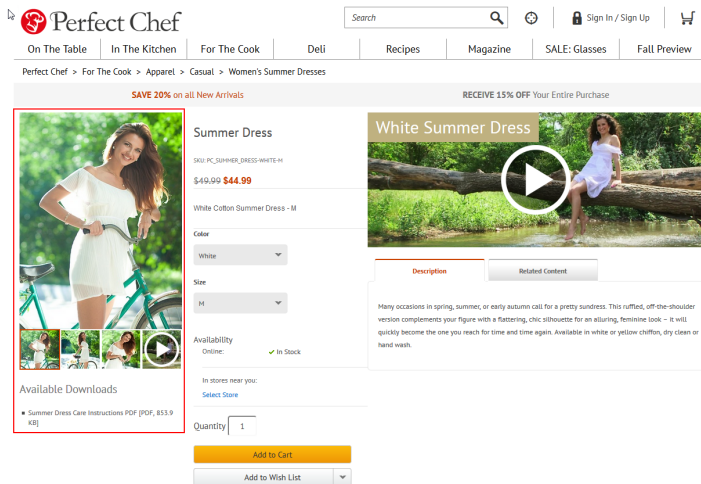 Perfect Chef
Search
Sign In / Sign Up
On The Table
In The Kitchen
For The Cook
Deli
Recipes
Magazine
SALE: Glasses
Fall Preview
Perfect Chef > For The Cook > Apparel > Casual > Women's Summer Dresses
SAVE 20% on all New Arrivals
RECEIVE 15% OFF Your Entire Purchase
Available Downloads
Summer Dress Care Instructions PDF [PDF, 853.9
KB]
Summer Dress
SKU: PC_SUMMER_DRESS-WHITE-M
$49.99 $44.99
White Cotton Summer Dress - M
Color
White
Size
M
Availability
Online:
In Stock
In stores near you:
Select Store
Quantity
1
Add to Cart
Add to Wish List
White Summer Dress
Description
Related Content
Many occasions in spring, summer, or early autumn call for a pretty sundress. This ruffled, off-the-shoulder
version complements your figure with a flattering, chic silhouette for an alluring, feminine look – it will
quickly become the one you reach for time and time again. Available in white or yellow chiffon, dry clean or
hand wash.